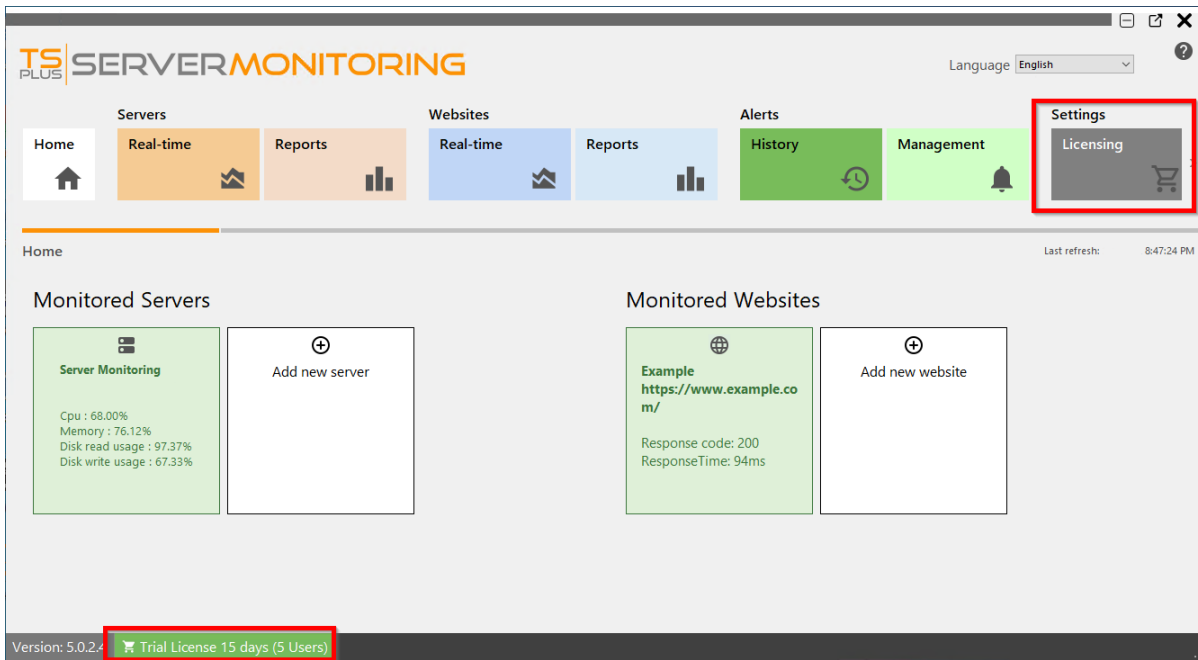 TS PLUS SERVER MONITORING
Language English
Servers
Websites
Alerts
Settings
Home
Real-time
Reports
Real-time
Reports
History
Management
Licensing
Home
Last refresh: 8:47:24 PM
Monitored Servers
Monitored Websites
Server Monitoring
Cpu : 68.00%
Memory : 76.12%
Disk read usage : 97.37%
Disk write usage : 67.33%
Add new server
Example
https://www.example.co
m/
Response code: 200
ResponseTime: 94ms
Add new website
Version: 5.0.2.4
Trial License 15 days (5 Users)